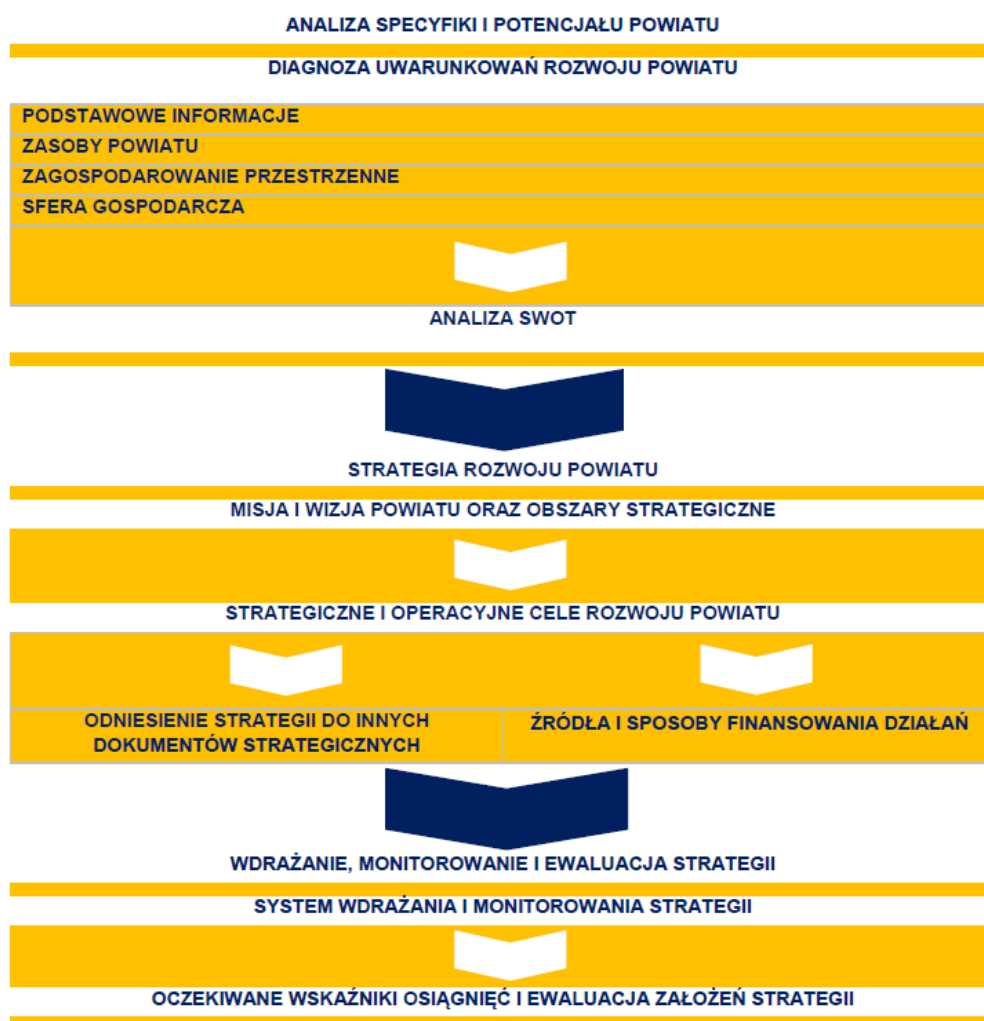 ANALIZA SPECYFIKI I POTENCJAŁU POWIATU
DIAGNOZA UWARUNKOWAŃ ROZWOJU POWIATU
PODSTAWOWE INFORMACJE
ZASOBY POWIATU
ZAGOSPODAROWANIE PRZESTRZENNE
SFERA GOSPODARCZA
ANALIZA SWOT
STRATEGIA ROZWOJU POWIATU
MISJA I WIZJA POWIATU ORAZ OBSZARY STRATEGICZNE
STRATEGICZNE I OPERACYJNE CELE ROZWOJU POWIATU
ODNIESIENIE STRATEGII DO INNYCH
DOKUMENTÓW STRATEGICZNYCH
ŹRÓDŁA I SPOSOBY FINANSOWANIA DZIAŁAŃ
WDRAŻANIE, MONITOROWANIE I EWALUACJA STRATEGII
SYSTEM WDRAŻANIA I MONITOROWANIA STRATEGII
OCZEKIWANE WSKAŹNIKI OSIĄGNIĘĆ I EWALUACJA ZAŁOŻEŃ STRATEGII